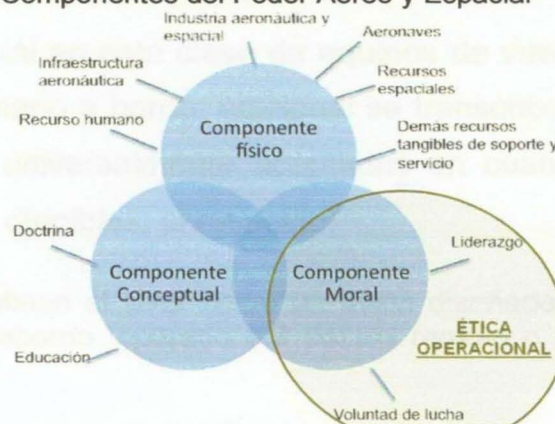 Componentes del Poder Aéreo y Espacial
Industria aeronáutica y
espacial
Aeronaves
Infraestructura
aeronáutica
Recursos
espaciales
Recurso humano
Componente
físico
Demás recursos
tangibles de soporte y
servicio
Doctrina
Liderazgo
Componente
Conceptual
Componente
Moral
ÉTICA
OPERACIONAL
Educación
Voluntad de lucha